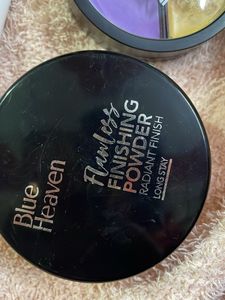 Blue
Heaven
Flawless
FINISHING
POWDER
RADIANT FINISH
LONG STAY